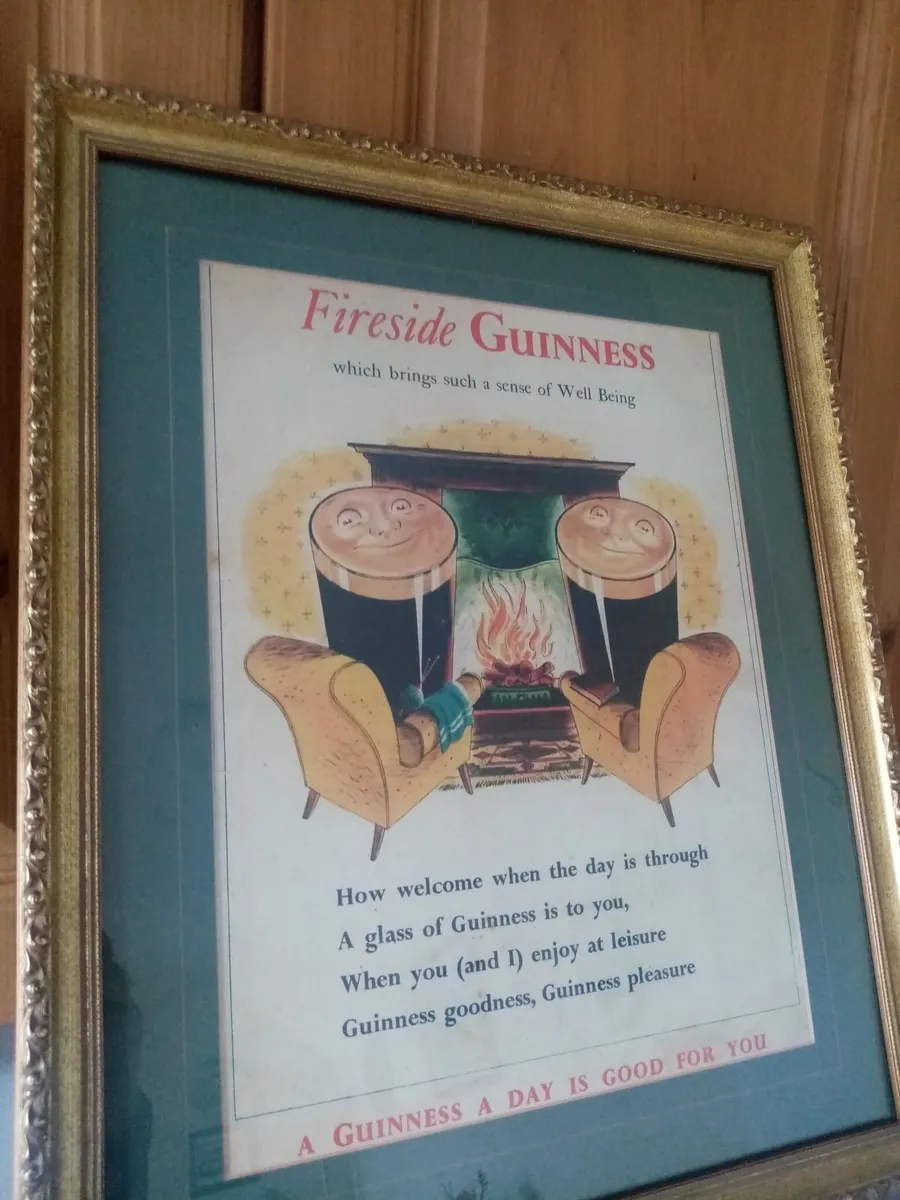 Fireside GUINNESS
which brings such a sense of Well Being
How welcome when the day is through
A glass of Guinness is to you,
When you (and I) enjoy at leisure
Guinness goodness, Guinness pleasure
A GUINNESS A DAY IS GOOD FOR YOU